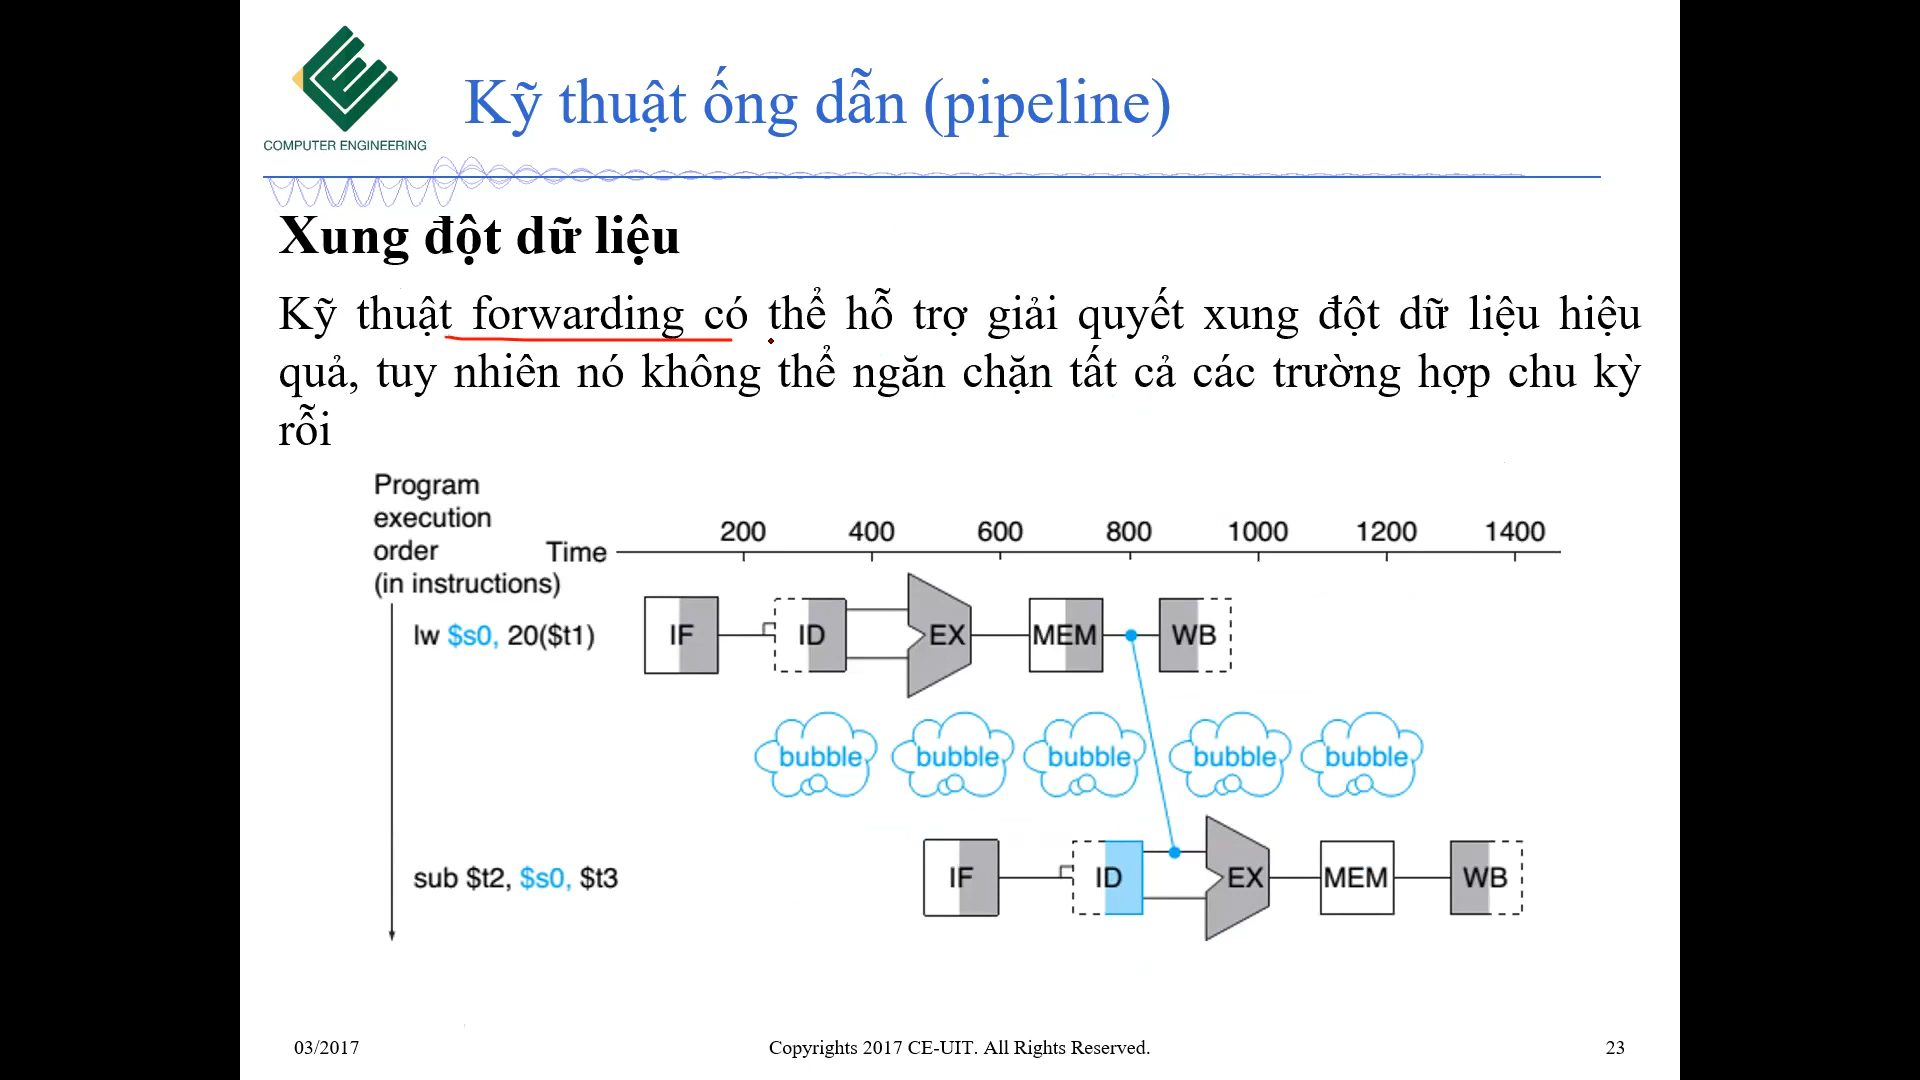 COMPUTER ENGINEERING
Kỹ thuật ống dẫn (pipeline)
Xung đột dữ liệu
Kỹ thuật forwarding có thể hỗ trợ giải quyết xung đột dữ liệu hiệu
quả, tuy nhiên nó không thể ngăn chặn tất cả các trường hợp chu kỳ
rỗi
Program
execution
order
(in instructions)
Time
200 400 600 800 1000 1200 1400
lw $s0, 20($t1)
IF ID EX MEM WB
bubble bubble bubble bubble bubble
sub $t2, $s0, $t3
IF ID EX MEM WB
03/2017
Copyrights 2017 CE-UIT. All Rights Reserved.
23